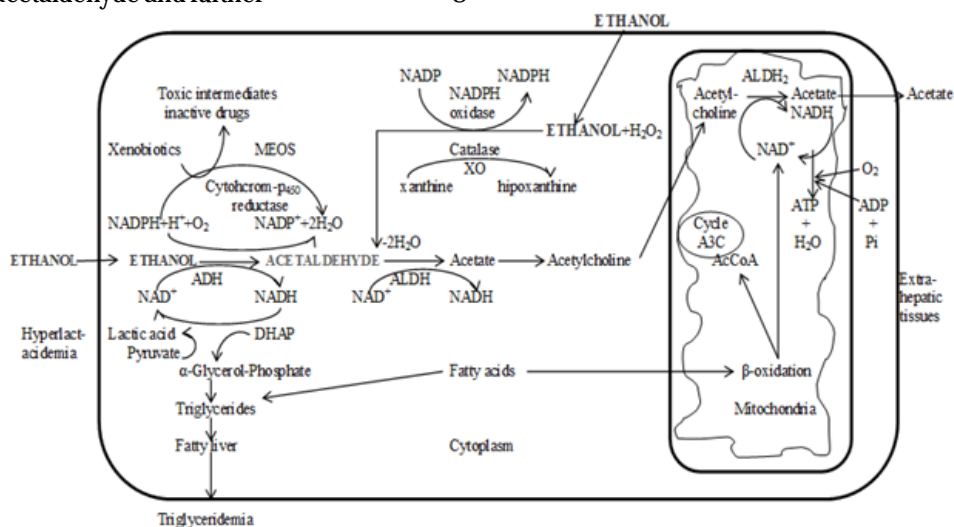 acetaldehyde and further
ETHANOL
NADP NADPH
NADPH
oxidase
ETHANOL+H₂O₂
Catalase
XO
xanthine hipoxanthine
Toxic intermediates
inactive drugs
Xenobiotics MEOS
Cytohcrom-p₄₅₀
reductase
NADPH+H⁺+O₂ NADP⁺+2H₂O
-2H₂O
ETHANOL ETHANOL ACETALDEHYDE Acetate Acetylcholine
ADH ALDH
NAD⁺ NADH NAD⁺ NADH
Hyperlact-
acidemia
Lactic acid DHAP
Pyruvate
α-Glycerol-Phosphate Fatty acids β-oxidation
Triglycerides
Fatty liver
Triglyceridemia
Cytoplasm
Mitochondria
ALDH₂
Acetyl-
choline
Acetate Acetate
NADH
NAD⁺
O₂
ATP
+
H₂O
ADP
+
Pi
Cycle
A3C
AcCoA
Extra-
hepatic
tissues